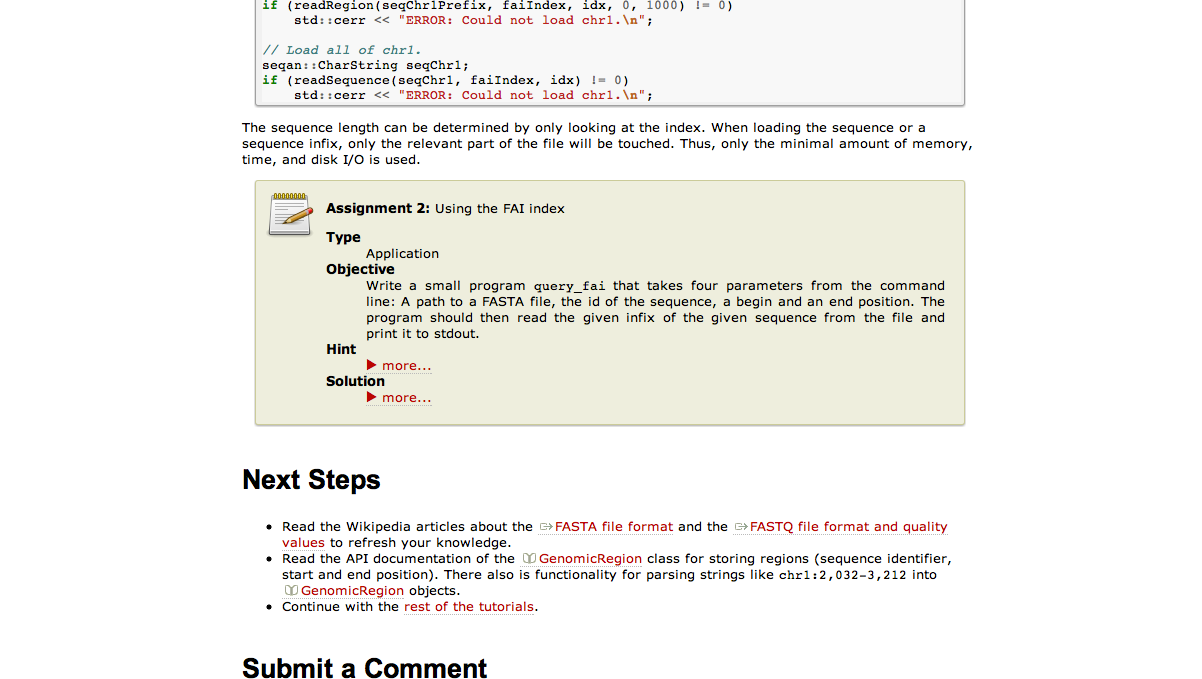 if (readRegion(seqChr1Prefix, faiIndex, idx, 0, 1000) != 0)
    std::cerr << "ERROR: Could not load chr1.\n";
// Load all of chr1.
seqan::CharString seqChr1;
if (readSequence(seqChr1, faiIndex, idx) != 0)
    std::cerr << "ERROR: Could not load chr1.\n";
The sequence length can be determined by only looking at the index. When loading the sequence or a
sequence infix, only the relevant part of the file will be touched. Thus, only the minimal amount of memory,
time, and disk I/O is used.
Assignment 2: Using the FAI index
Type
Application
Objective
Write a small program query_fai that takes four parameters from the command
line: A path to a FASTA file, the id of the sequence, a begin and an end position. The
program should then read the given infix of the given sequence from the file and
print it to stdout.
Hint
more...
Solution
more...
Next Steps
• Read the Wikipedia articles about the FASTA file format and the FASTQ file format and quality
values to refresh your knowledge.
• Read the API documentation of the GenomicRegion class for storing regions (sequence identifier,
start and end position). There also is functionality for parsing strings like chr1:2,032-3,212 into
GenomicRegion objects.
• Continue with the rest of the tutorials.
Submit a Comment